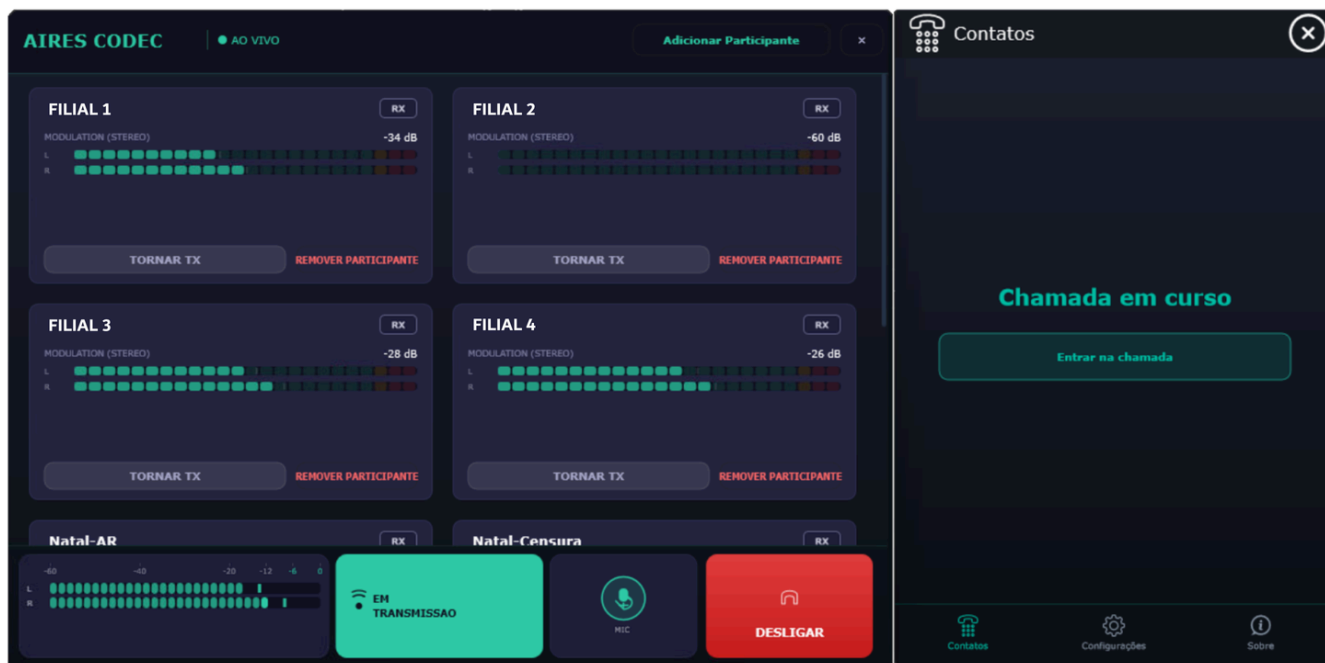 AIRES CODEC
AO VIVO
Adicionar Participante
×
FILIAL 1
RX
MODULATION (STEREO)
-34 dB
L
R
TORNAR TX
REMOVER PARTICIPANTE
FILIAL 2
RX
MODULATION (STEREO)
-60 dB
L
R
TORNAR TX
REMOVER PARTICIPANTE
FILIAL 3
RX
MODULATION (STEREO)
-28 dB
L
R
TORNAR TX
REMOVER PARTICIPANTE
FILIAL 4
RX
MODULATION (STEREO)
-26 dB
L
R
TORNAR TX
REMOVER PARTICIPANTE
Natal-AR
RX
Natal-Censura
RX
-60 -40 -20 -12 -6 0
L
R
EM
TRANSMISSAO
MIC
DESLIGAR
Contatos
Chamada em curso
Entrar na chamada
Contatos
Configurações
Sobre